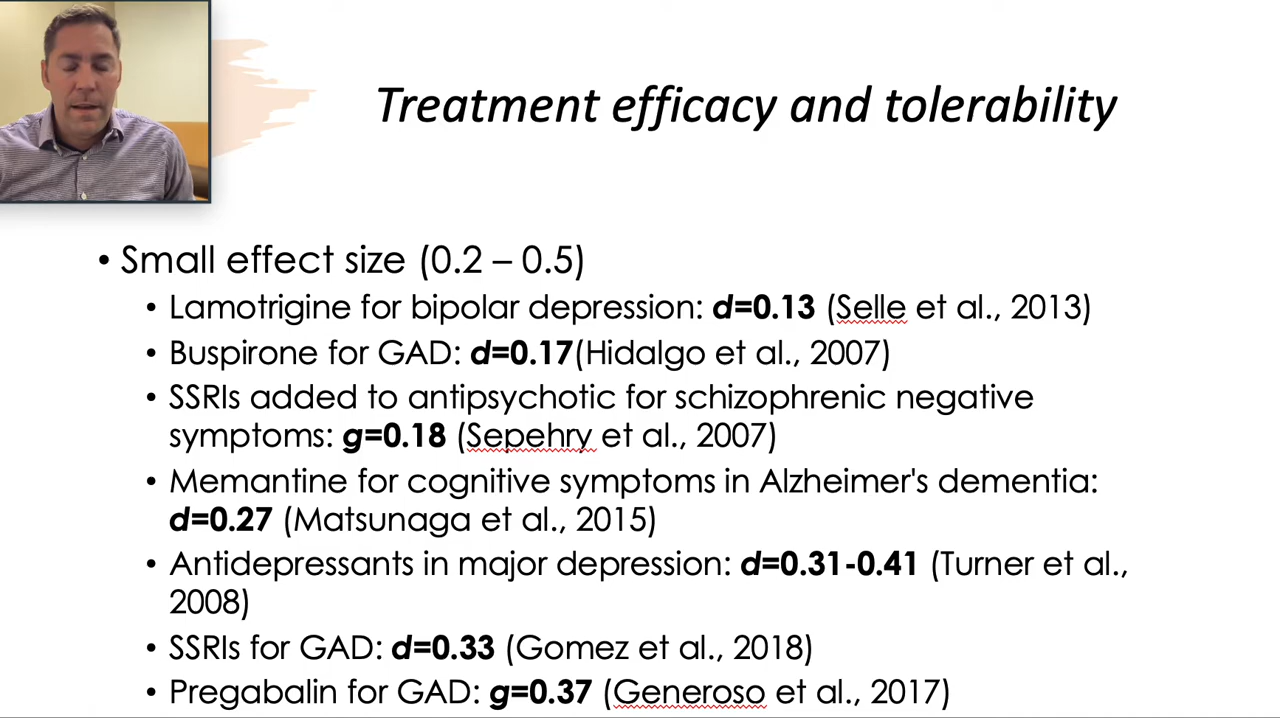 Treatment efficacy and tolerability
• Small effect size (0.2 – 0.5)
• Lamotrigine for bipolar depression: d=0.13 (Selle et al., 2013)
• Buspirone for GAD: d=0.17(Hidalgo et al., 2007)
• SSRIs added to antipsychotic for schizophrenic negative
symptoms: g=0.18 (Sepehry et al., 2007)
• Memantine for cognitive symptoms in Alzheimer's dementia:
d=0.27 (Matsunaga et al., 2015)
• Antidepressants in major depression: d=0.31-0.41 (Turner et al.,
2008)
• SSRIs for GAD: d=0.33 (Gomez et al., 2018)
• Pregabalin for GAD: g=0.37 (Generoso et al., 2017)